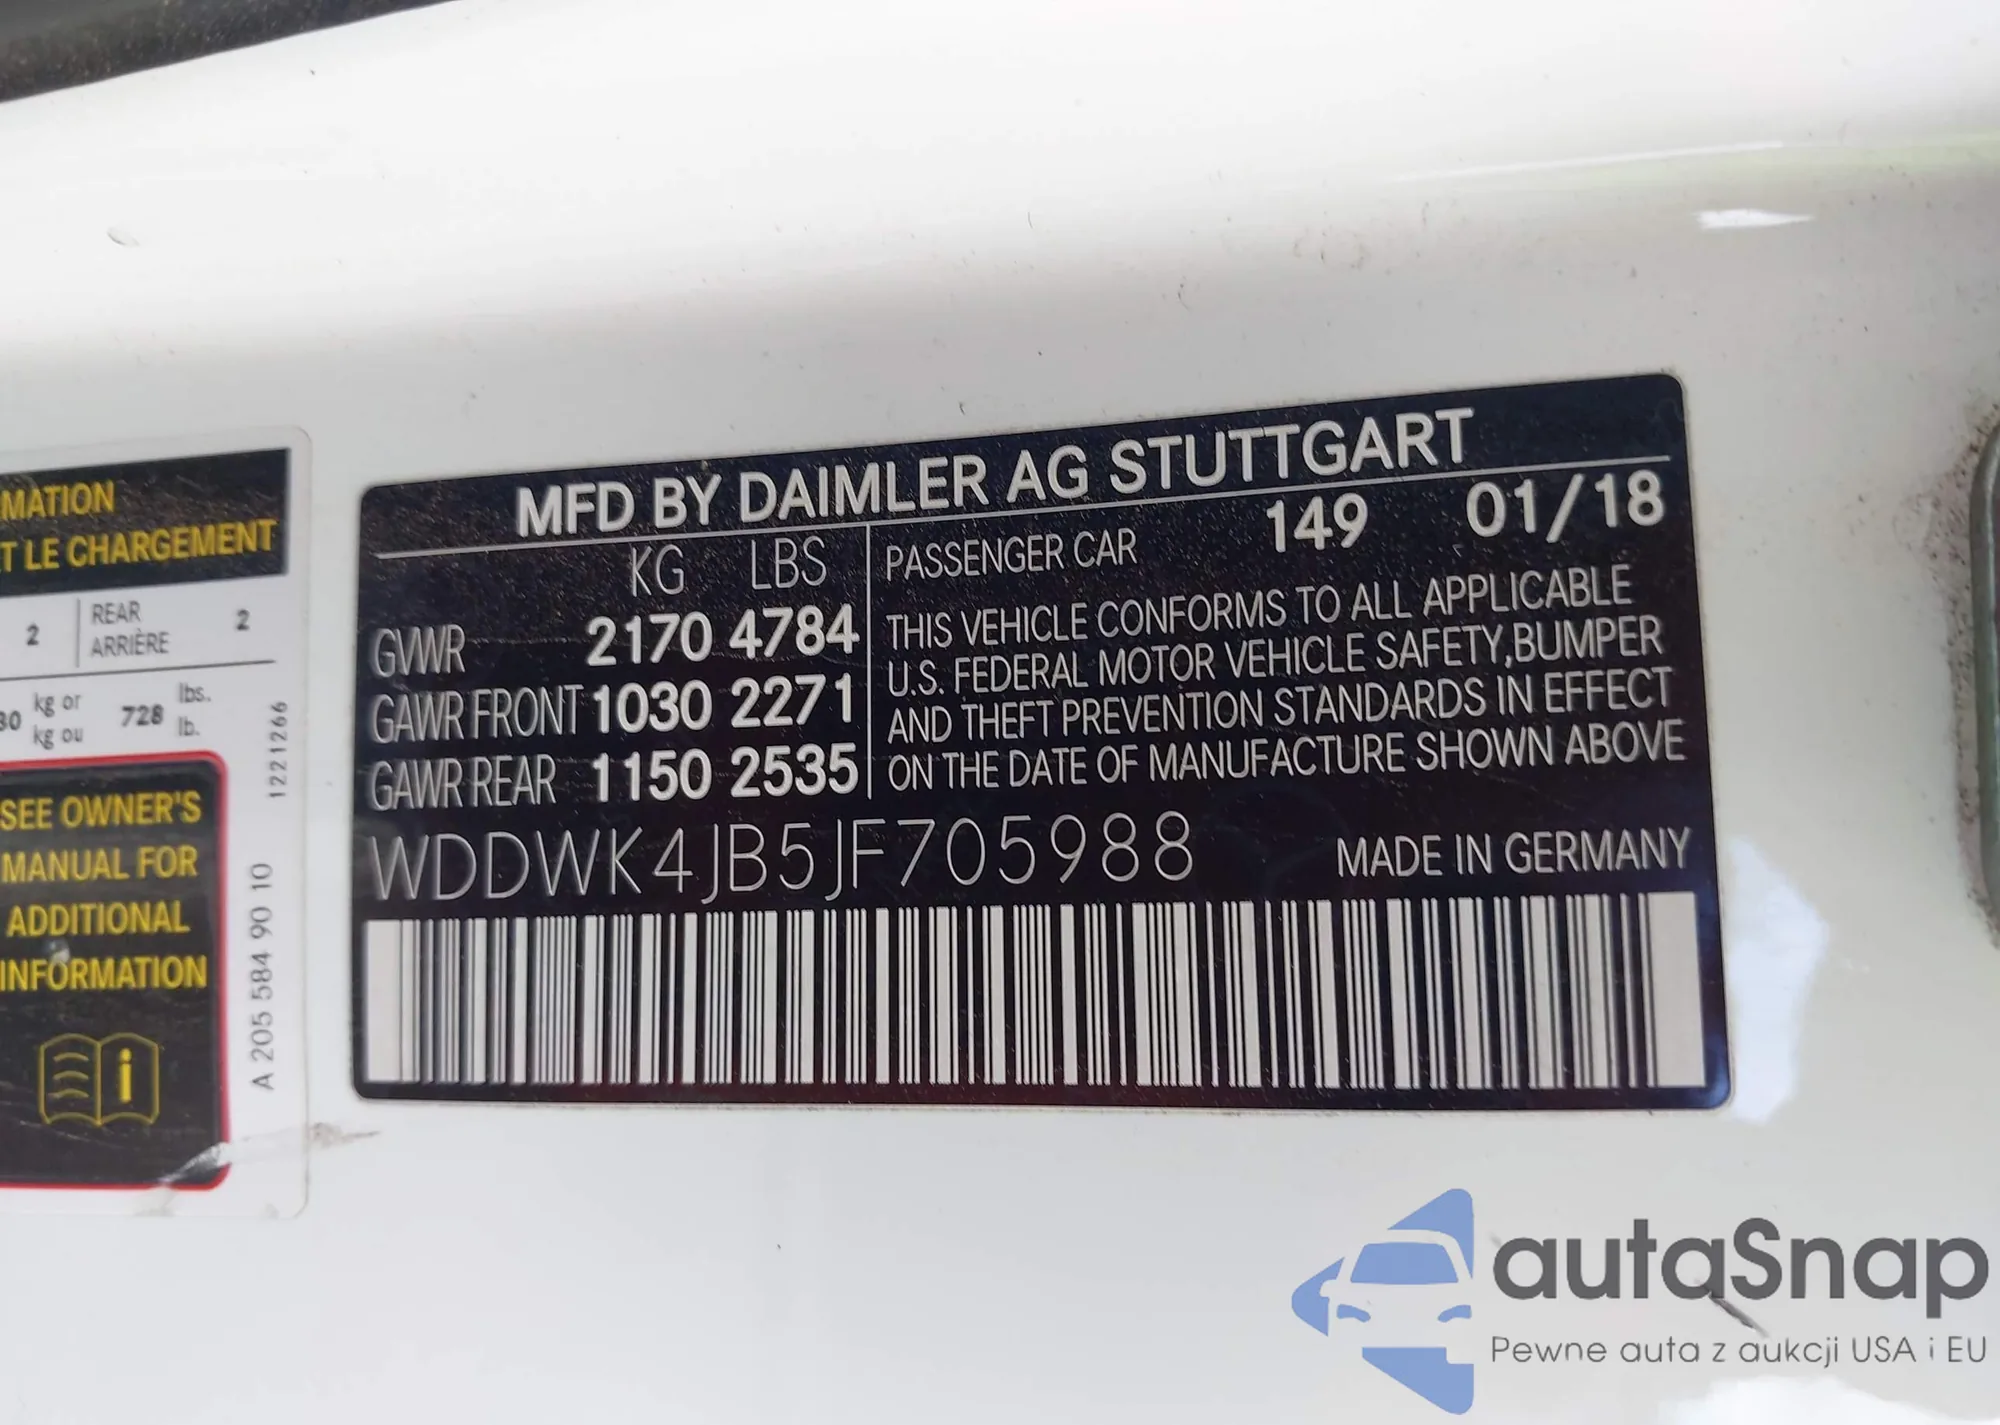 MATION
T LE CHARGEMENT
2 REAR ARRIÈRE 2
30 kg or kg ou 728 lbs. lb.
SEE OWNER'S
MANUAL FOR
ADDITIONAL
INFORMATION
A 205 584 90 10 1221266
MFD BY DAIMLER AG STUTTGART
KG LBS
GVWR 2170 4784
GAWR FRONT 1030 2271
GAWR REAR 1150 2535
PASSENGER CAR 149 01/18
THIS VEHICLE CONFORMS TO ALL APPLICABLE
U.S. FEDERAL MOTOR VEHICLE SAFETY,BUMPER
AND THEFT PREVENTION STANDARDS IN EFFECT
ON THE DATE OF MANUFACTURE SHOWN ABOVE
WDDWK4JB5JF705988 MADE IN GERMANY
autaSnap
Pewne auta z aukcji USA i EU